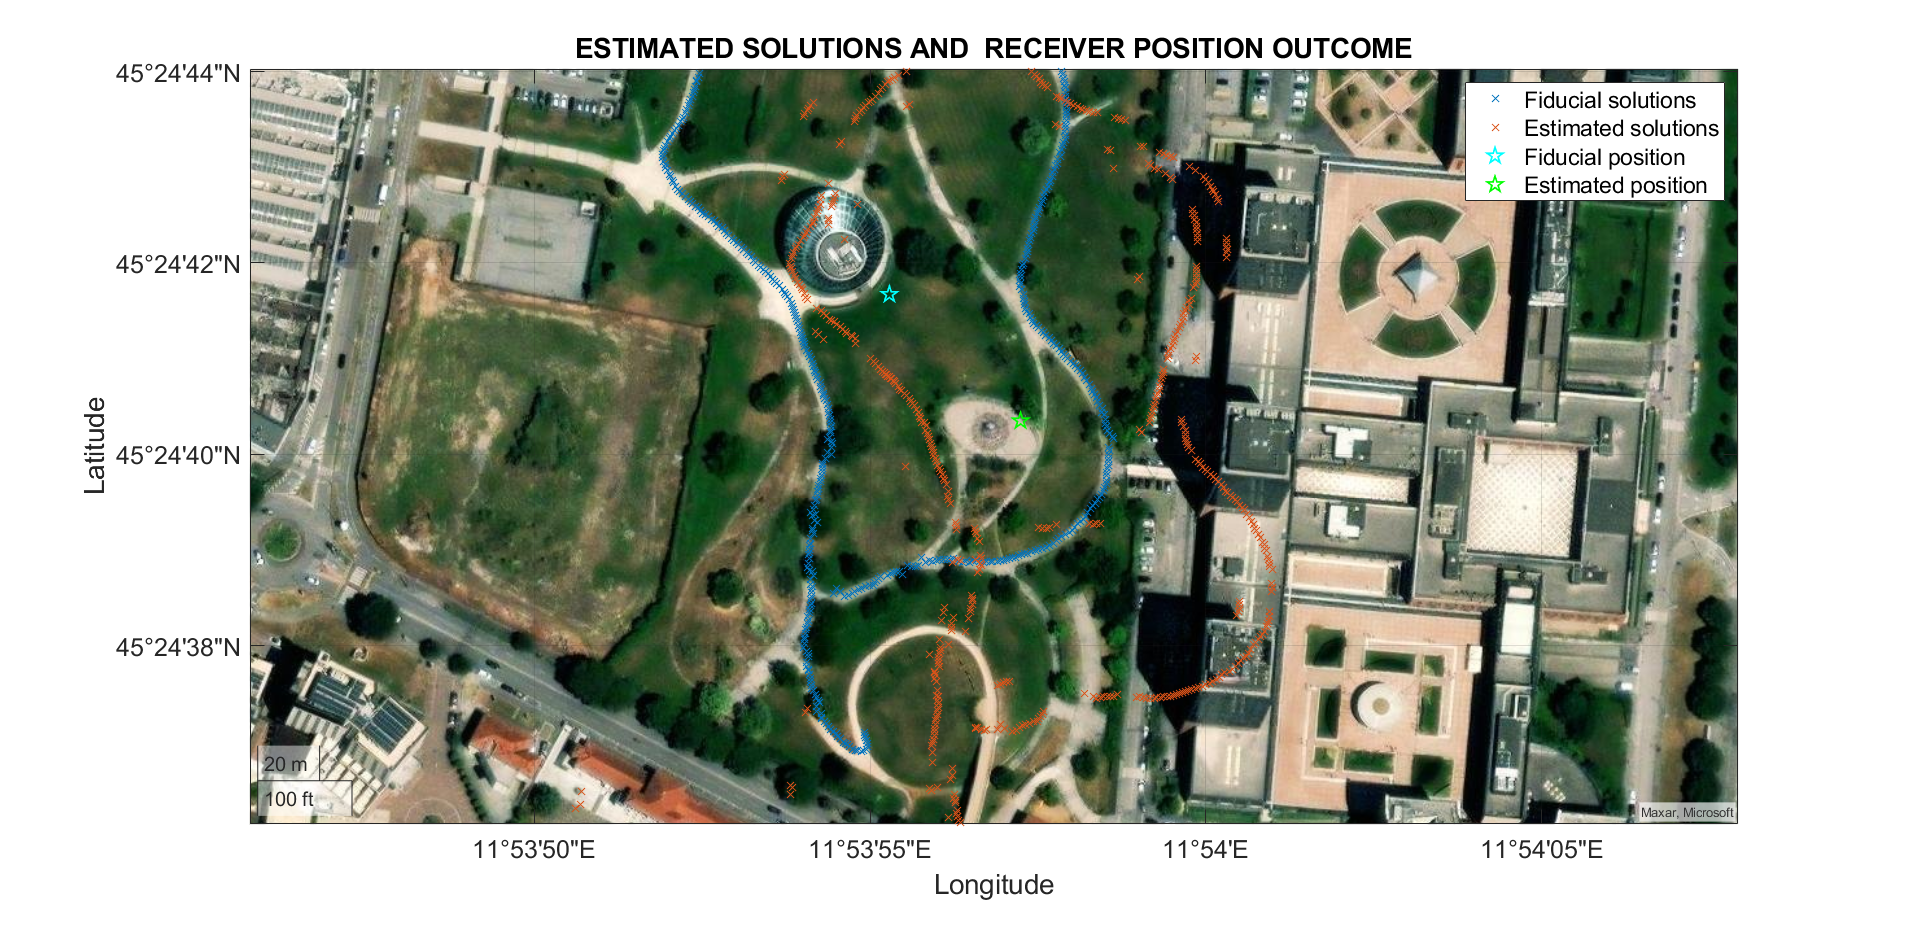 ESTIMATED SOLUTIONS AND  RECEIVER POSITION OUTCOME
45°24'44"N
45°24'42"N
45°24'40"N
45°24'38"N
Latitude
Fiducial solutions
Estimated solutions
Fiducial position
Estimated position
20 m
100 ft
Maxar, Microsoft
11°53'50"E
11°53'55"E
11°54'E
11°54'05"E
Longitude